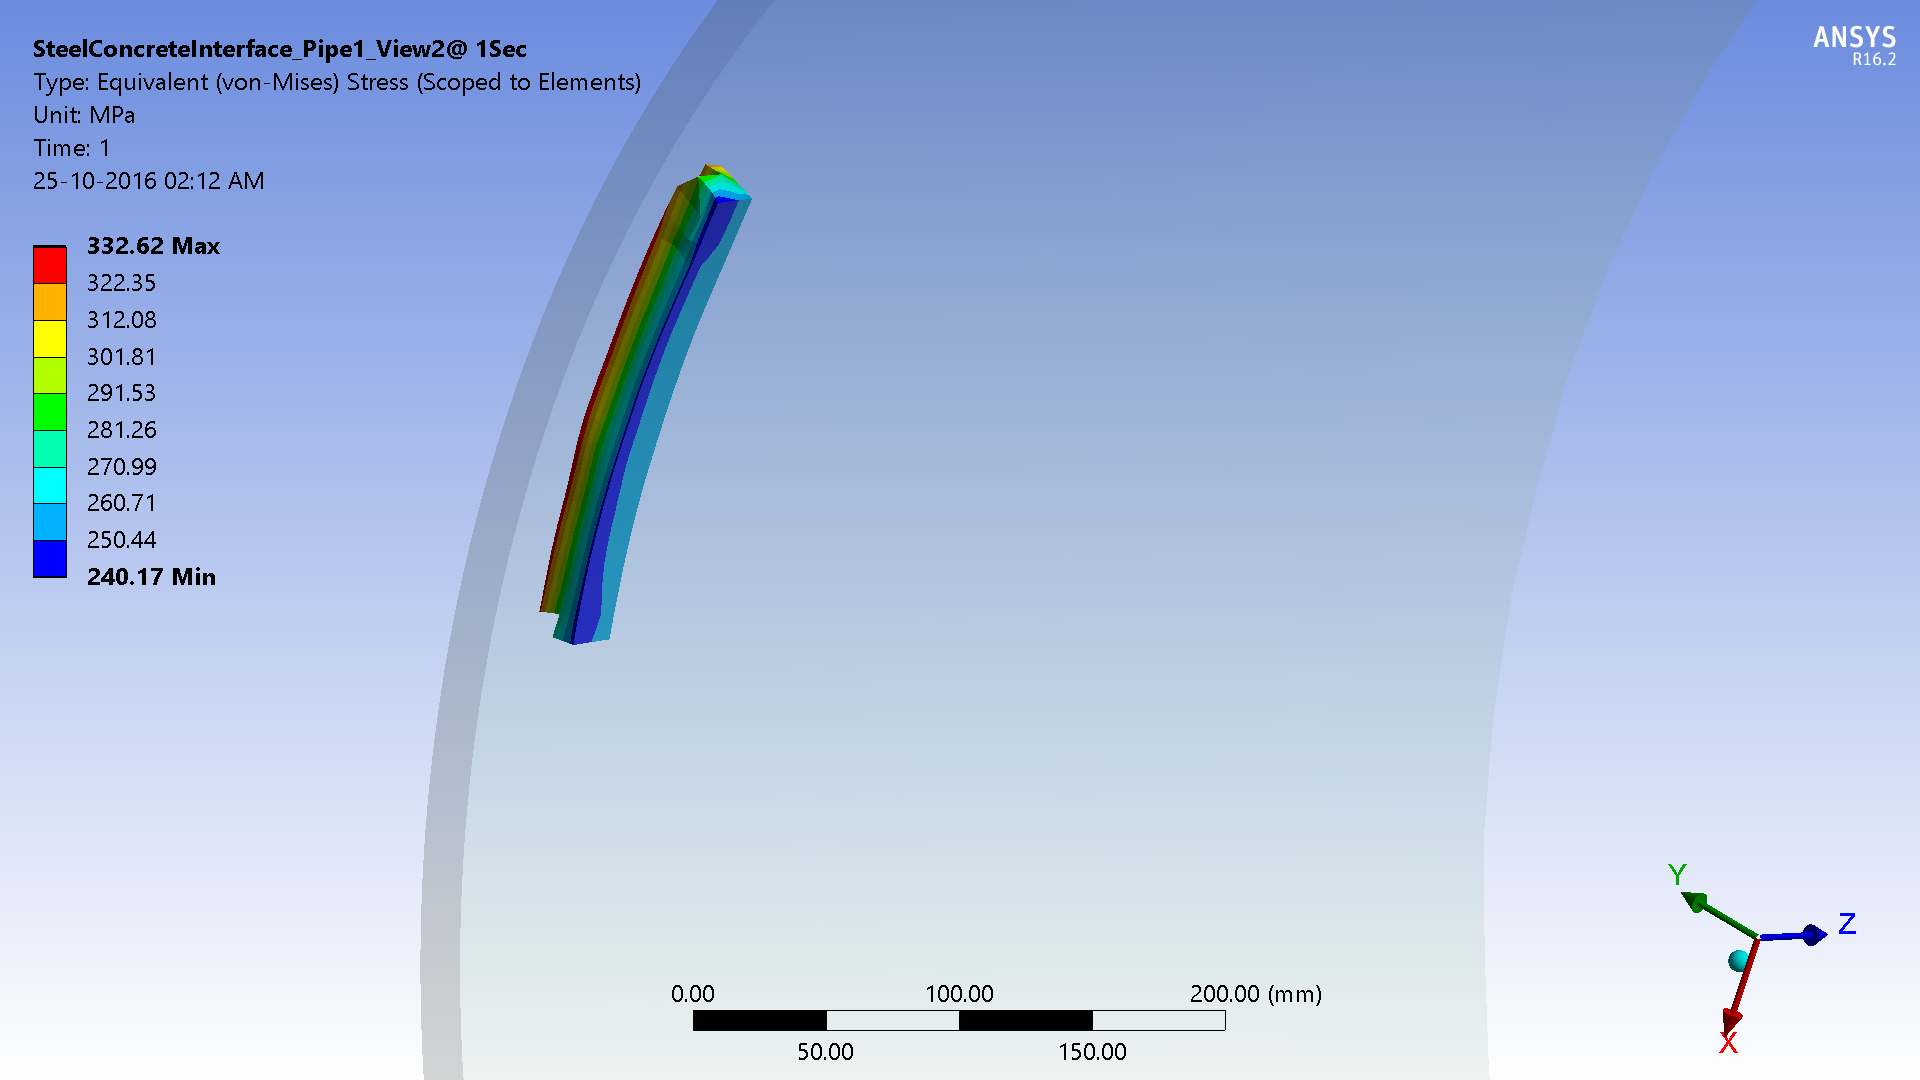 SteelConcreteInterface_Pipe1_View2@ 1Sec
Type: Equivalent (von-Mises) Stress (Scoped to Elements)
Unit: MPa
Time: 1
25-10-2016 02:12 AM
ANSYS
R16.2
332.62 Max
322.35
312.08
301.81
291.53
281.26
270.99
260.71
250.44
240.17 Min
Y
Z
X
0.00 100.00 200.00 (mm)
50.00 150.00